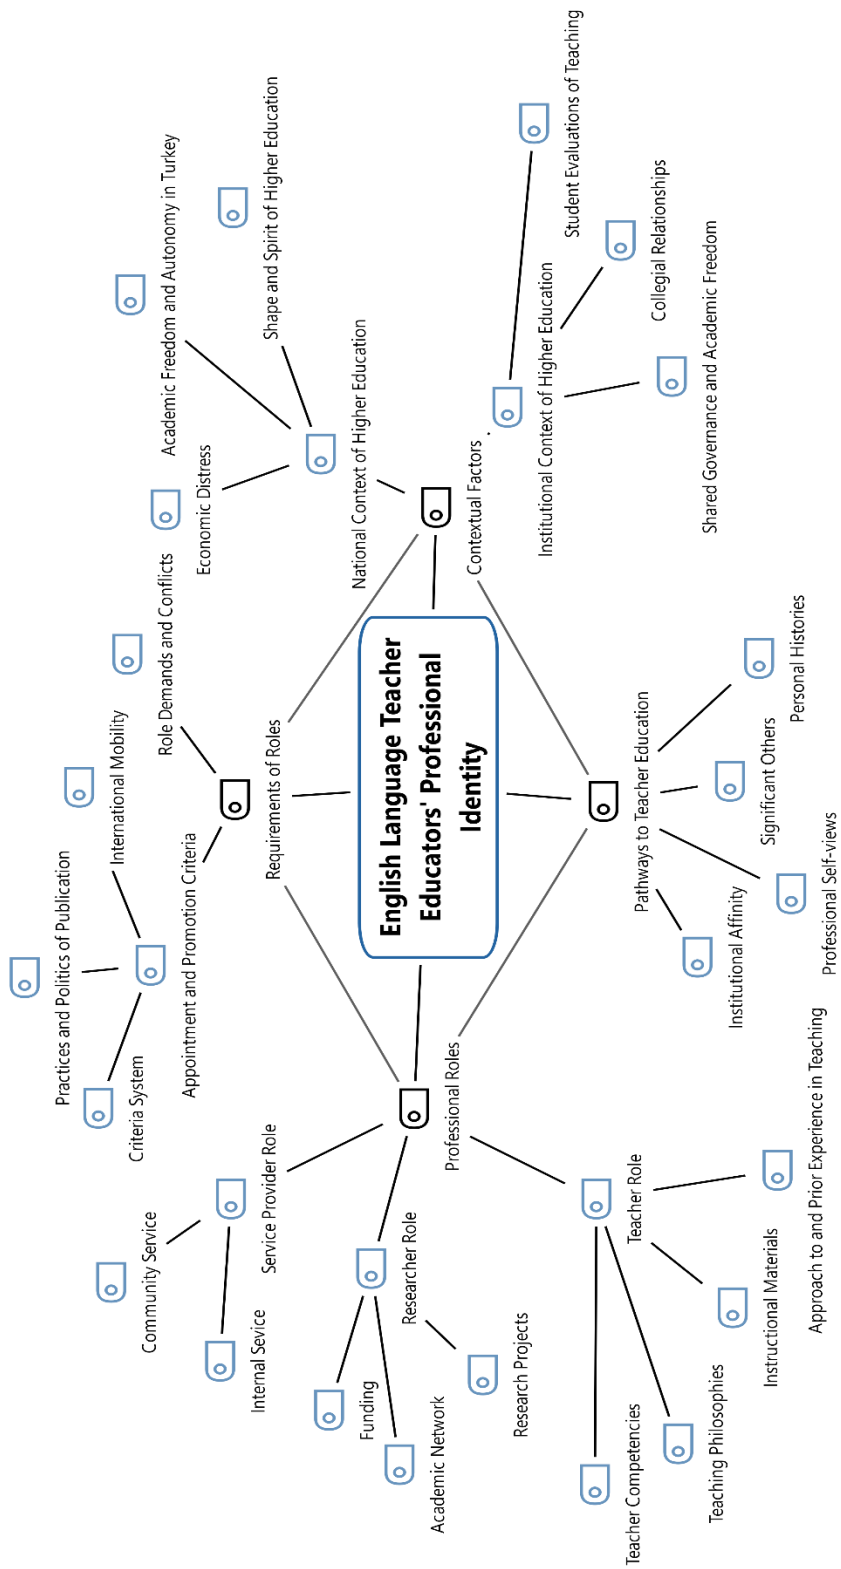 Practices and Politics of Publication
International Mobility
Criteria System
Appointment and Promotion Criteria
Role Demands and Conflicts
Requirements of Roles
Academic Freedom and Autonomy in Turkey
Shape and Spirit of Higher Education
Economic Distress
National Context of Higher Education
Contextual Factors
Student Evaluations of Teaching
Institutional Context of Higher Education
Collegial Relationships
Shared Governance and Academic Freedom
English Language Teacher
Educators' Professional
Identity
Community Service
Service Provider Role
Internal Sevice
Professional Roles
Researcher Role
Funding
Academic Network
Research Projects
Teacher Role
Teacher Competencies
Teaching Philosophies
Instructional Materials
Approach to and Prior Experience in Teaching
Pathways to Teacher Education
Institutional Affinity
Professional Self-views
Significant Others
Personal Histories